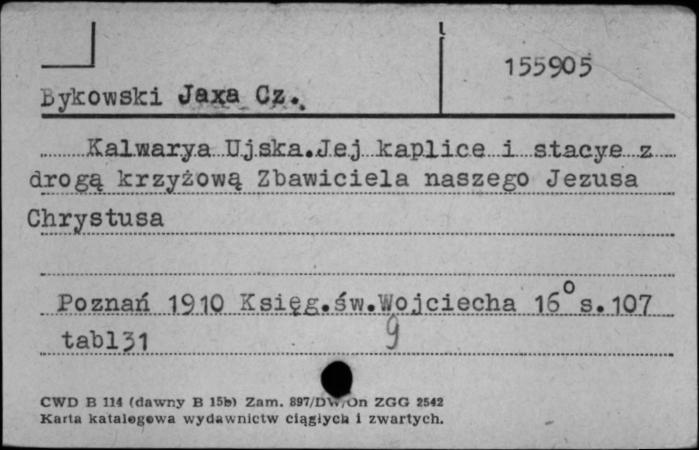 155905
Bykowski Jaxa Cz.
Kalwarya Ujska.Jej kaplice i stacye z
drogą krzyżową Zbawiciela naszego Jezusa
Chrystusa
Poznań 1910 Księg.św.Wojciecha 16° s.107
tabl31 9
CWD B 114 (dawny B 15b) Zam. 897/DW/On ZGG 2542
Karta katalogowa wydawnictw ciągłych i zwartych.